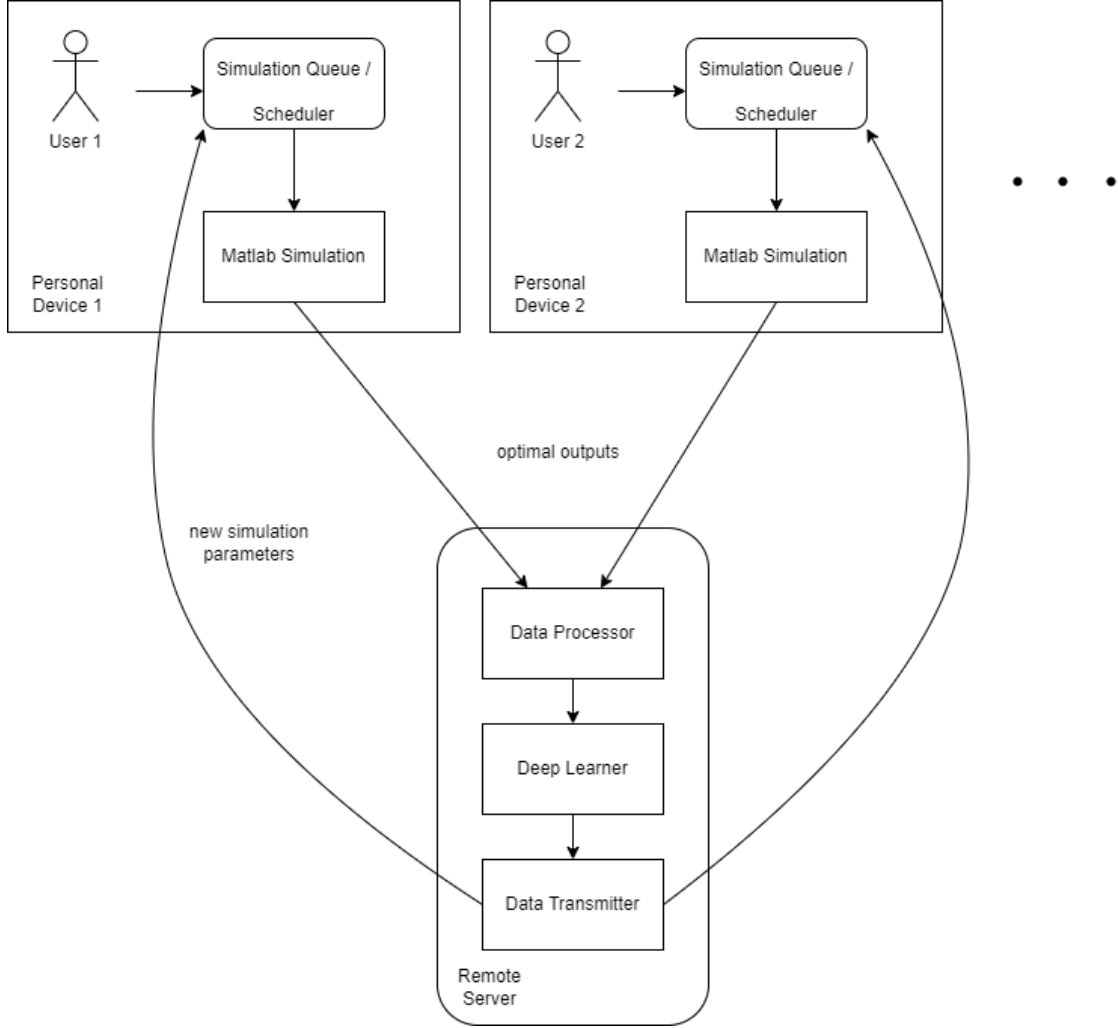 Simulation Queue /
Scheduler
User 1
Matlab Simulation
Personal
Device 1
Simulation Queue /
Scheduler
User 2
Matlab Simulation
Personal
Device 2
optimal outputs
new simulation
parameters
Data Processor
Deep Learner
Data Transmitter
Remote
Server